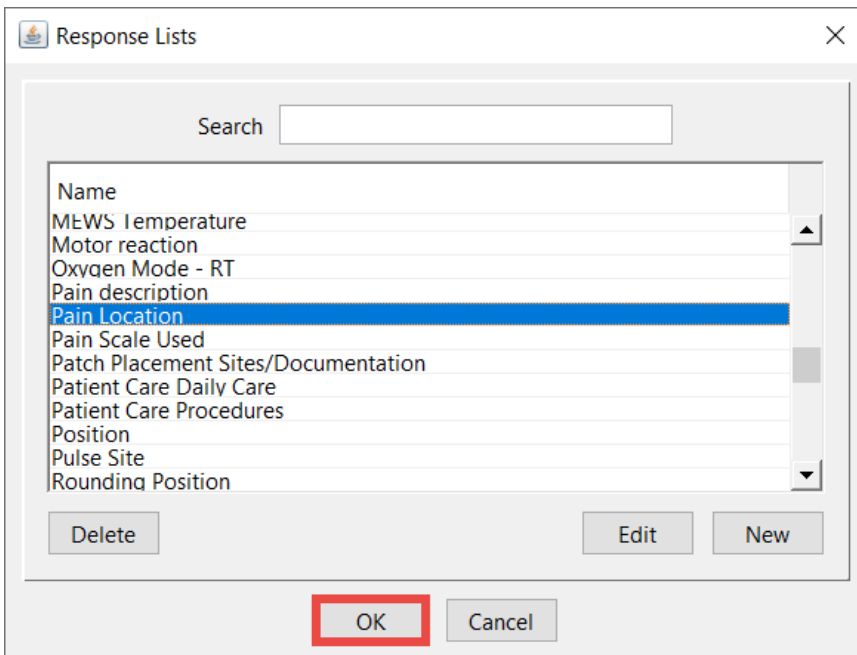 Response Lists
Search
Name
MEWS Temperature
Motor reaction
Oxygen Mode - RT
Pain description
Pain Location
Pain Scale Used
Patch Placement Sites/Documentation
Patient Care Daily Care
Patient Care Procedures
Position
Pulse Site
Rounding Position
Delete Edit New
OK Cancel